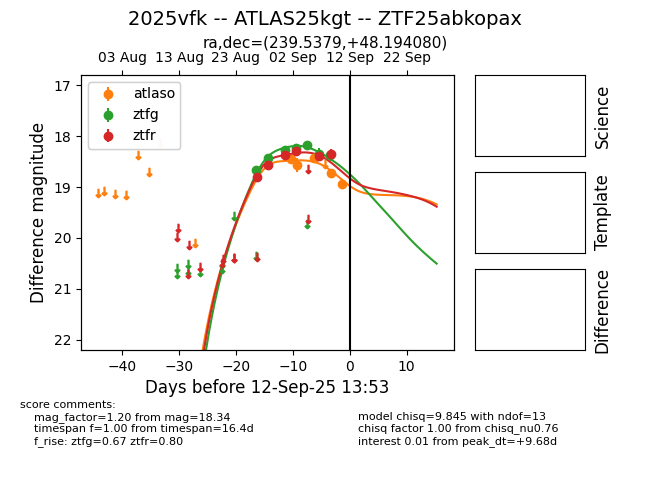 2025vfk -- ATLAS25kgt -- ZTF25abkopax
ra,dec=(239.5379,+48.194080)
03 Aug 13 Aug 23 Aug 02 Sep 12 Sep 22 Sep
17
18
19
20
21
22
Difference magnitude
atlaso
ztfg
ztfr
−40 −30 −20 −10 0 10
Days before 12-Sep-25 13:53
Science
Template
Difference
score comments:
mag_factor=1.20 from mag=18.34
timespan f=1.00 from timespan=16.4d
f_rise: ztfg=0.67 ztfr=0.80
model chisq=9.845 with ndof=13
chisq factor 1.00 from chisq_nu0.76
interest 0.01 from peak_dt=+9.68d